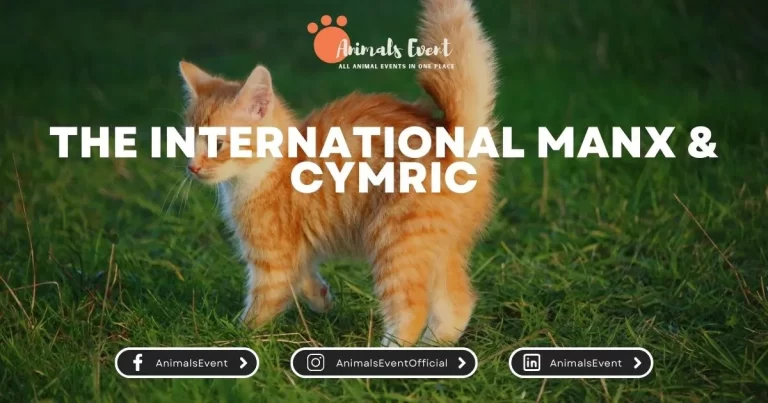 Animals Event
ALL ANIMAL EVENTS IN ONE PLACE
THE INTERNATIONAL MANX &
CYMRIC
AnimalsEvent
AnimalsEventOfficial
AnimalsEvent